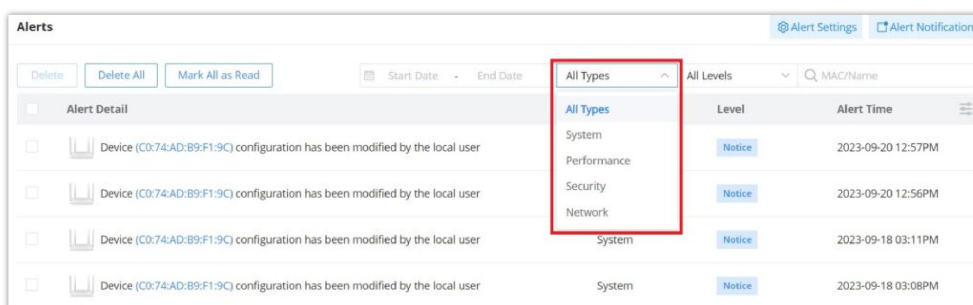 Alerts
Alert Settings
Alert Notification
Delete
Delete All
Mark All as Read
Start Date - End Date
All Types
All Levels
MAC/Name
Alert Detail
Level
Alert Time
All Types
System
Performance
Security
Network
Device (C0:74:AD:B9:F1:9C) configuration has been modified by the local user Notice 2023-09-20 12:57PM
Device (C0:74:AD:B9:F1:9C) configuration has been modified by the local user Notice 2023-09-20 12:56PM
Device (C0:74:AD:B9:F1:9C) configuration has been modified by the local user System Notice 2023-09-18 03:11PM
Device (C0:74:AD:B9:F1:9C) configuration has been modified by the local user System Notice 2023-09-18 03:08PM